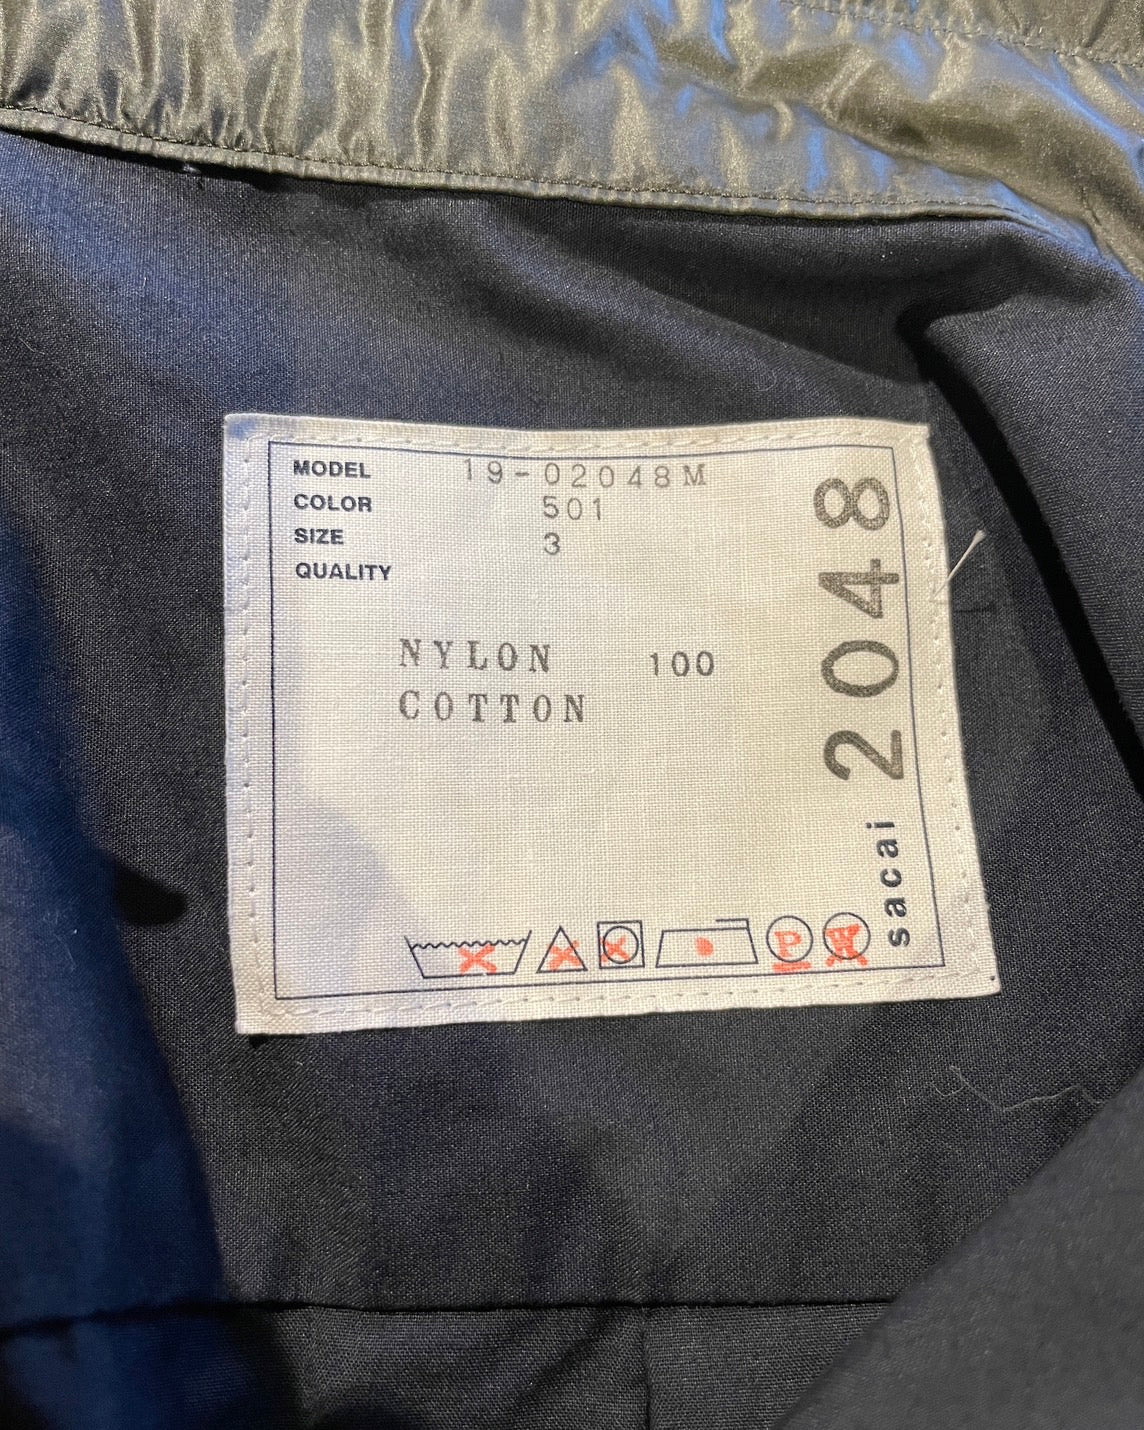 MODEL 19-02048M
COLOR 501
SIZE 3
QUALITY
NYLON 100
COTTON
sacai 2048
P
W